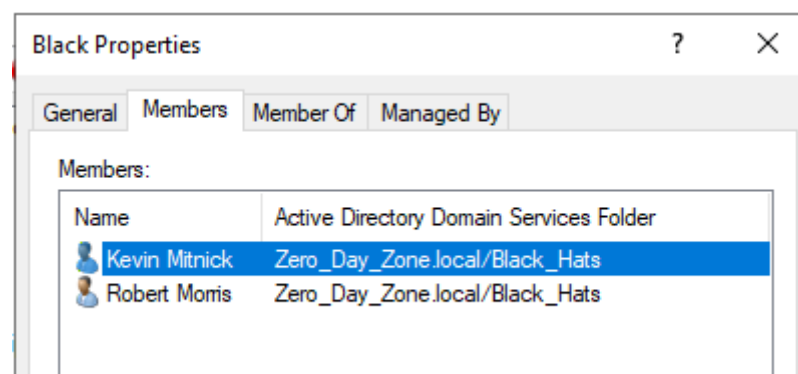 Black Properties ? ×
General Members Member Of Managed By
Members:
Name Active Directory Domain Services Folder
Kevin Mitnick Zero_Day_Zone.local/Black_Hats
Robert Morris Zero_Day_Zone.local/Black_Hats